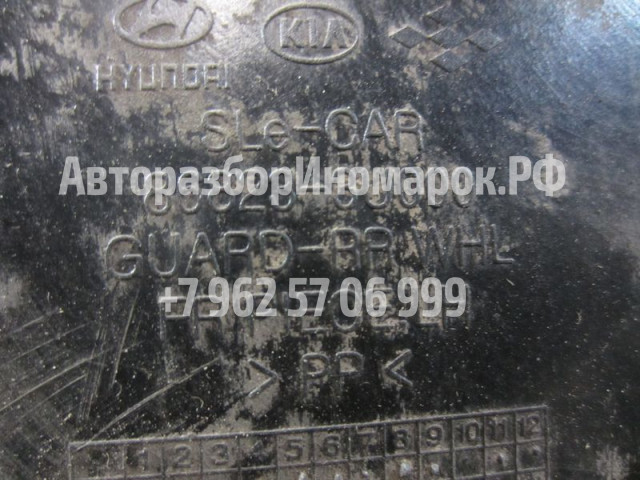 HYUNDAI KIA
SLe-CAR
АвторазборИномарок.РФ
GUARD-RR WHL
+7 962 57 06 999
> PP <
1 2 3 5 6 7 8 9 10 11 12